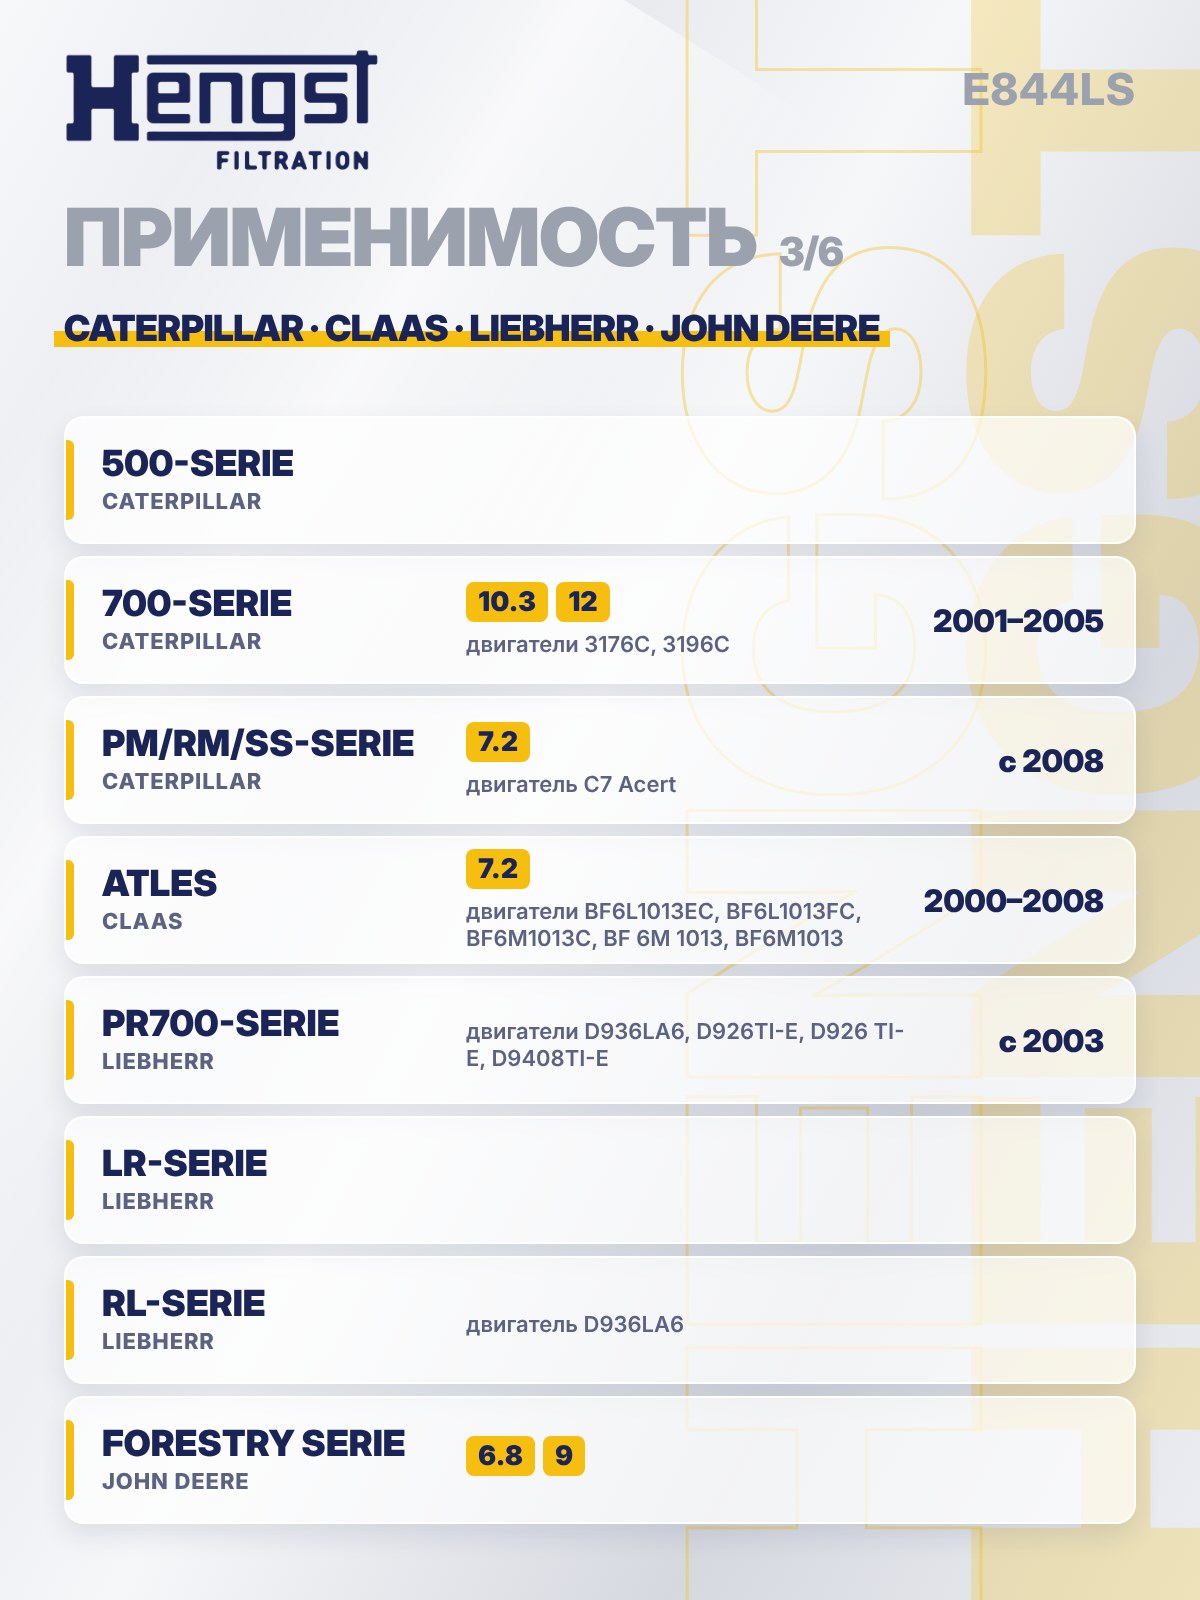 Hengst
FILTRATION
E844LS
ПРИМЕНИМОСТЬ 3/6
CATERPILLAR · CLAAS · LIEBHERR · JOHN DEERE
500-SERIE
CATERPILLAR
700-SERIE
CATERPILLAR
10.3 12
двигатели 3176C, 3196C
2001–2005
PM/RM/SS-SERIE
CATERPILLAR
7.2
двигатель C7 Acert
с 2008
ATLES
CLAAS
7.2
двигатели BF6L1013EC, BF6L1013FC,
BF6M1013C, BF 6M 1013, BF6M1013
2000–2008
PR700-SERIE
LIEBHERR
двигатели D936LA6, D926TI-E, D926 TI-
E, D9408TI-E
с 2003
LR-SERIE
LIEBHERR
RL-SERIE
LIEBHERR
двигатель D936LA6
FORESTRY SERIE
JOHN DEERE
6.8 9
HENGST